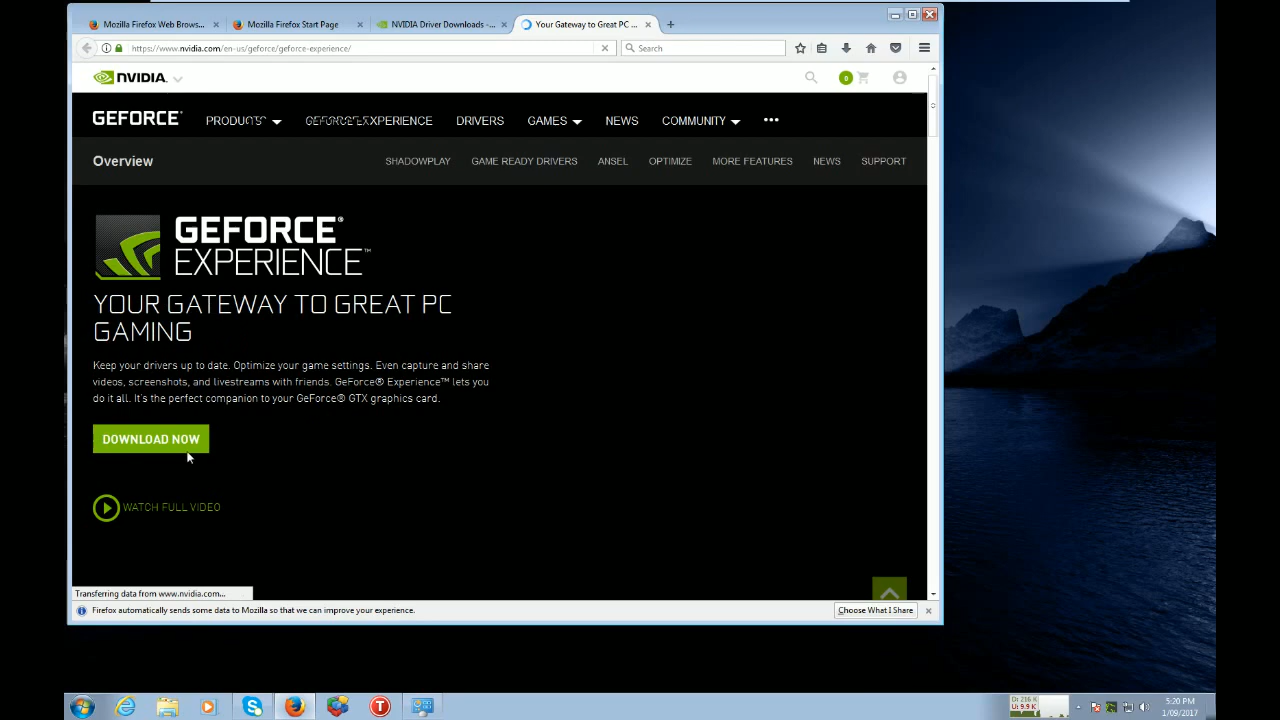 Mozilla Firefox Web Brows...
Mozilla Firefox Start Page
NVIDIA Driver Downloads -...
Your Gateway to Great PC ...
https://www.nvidia.com/en-us/geforce/geforce-experience/
Search
NVIDIA.
0
GEFORCE®
PRODUCTS
GEFORCE EXPERIENCE
DRIVERS
GAMES
NEWS
COMMUNITY
•••
Overview
SHADOWPLAY
GAME READY DRIVERS
ANSEL
OPTIMIZE
MORE FEATURES
NEWS
SUPPORT
GEFORCE®
EXPERIENCE™
YOUR GATEWAY TO GREAT PC
GAMING
Keep your drivers up to date. Optimize your game settings. Even capture and share
videos, screenshots, and livestreams with friends. GeForce® Experience™ lets you
do it all. It's the perfect companion to your GeForce® GTX graphics card.
DOWNLOAD NOW
WATCH FULL VIDEO
Transferring data from www.nvidia.com...
Firefox automatically sends some data to Mozilla so that we can improve your experience.
Choose What I Share
D: 216 K
U: 9.9 K
5:20 PM
1/09/2017